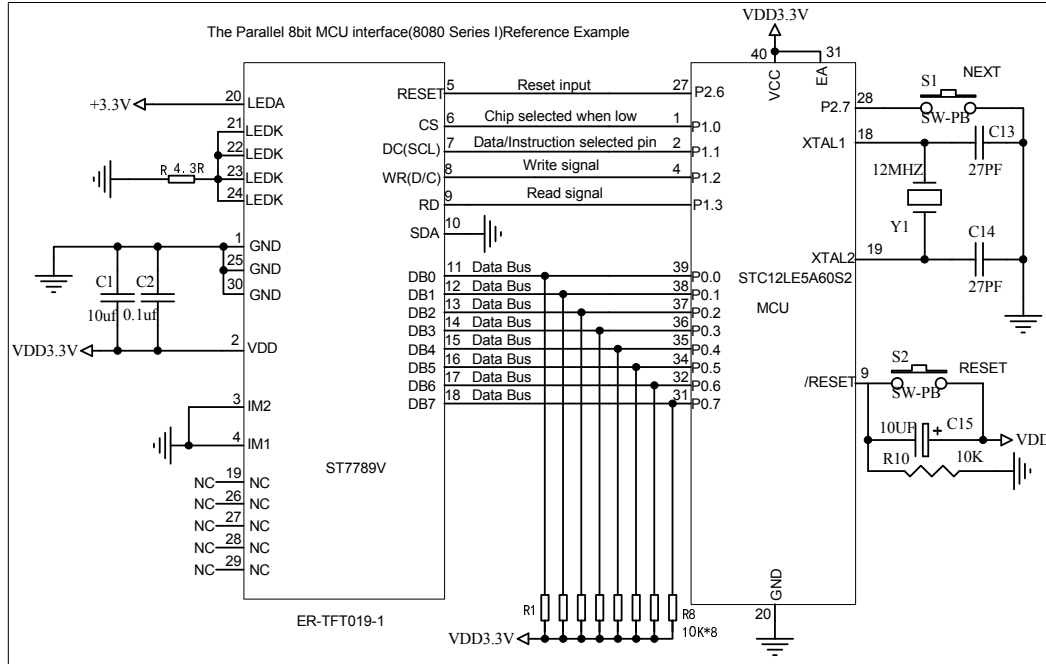 The Parallel 8bit MCU interface(8080 Series I)Reference Example
VDD3.3V
40
31
VCC
EA
+3.3V
20
LEDA
21
LEDK
22
LEDK
23
LEDK
24
LEDK
R 4.3R
1
GND
25
GND
30
GND
C1
C2
10uf
0.1uf
VDD3.3V
2
VDD
3
IM2
4
IM1
NC
19
NC
NC
26
NC
NC
27
NC
NC
28
NC
NC
29
NC
ST7789V
ER-TFT019-1
RESET
5
Reset input
27
P2.6
CS
6
Chip selected when low
1
P1.0
DC(SCL)
7
Data/Instruction selected pin
2
P1.1
WR(D/C)
8
Write signal
4
P1.2
RD
9
Read signal
P1.3
SDA
10
DB0
11
Data Bus
39
P0.0
DB1
12
Data Bus
38
P0.1
DB2
13
Data Bus
37
P0.2
DB3
14
Data Bus
36
P0.3
DB4
15
Data Bus
35
P0.4
DB5
16
Data Bus
34
P0.5
DB6
17
Data Bus
32
P0.6
DB7
18
Data Bus
31
P0.7
R1
R8
10K*8
VDD3.3V
STC12LE5A60S2
MCU
P2.7
28
S1
NEXT
SW-PB
XTAL1
18
C13
27PF
12MHZ
Y1
XTAL2
19
C14
27PF
/RESET
9
S2
RESET
SW-PB
10UF
+
C15
VDD
R10
10K
GND
20